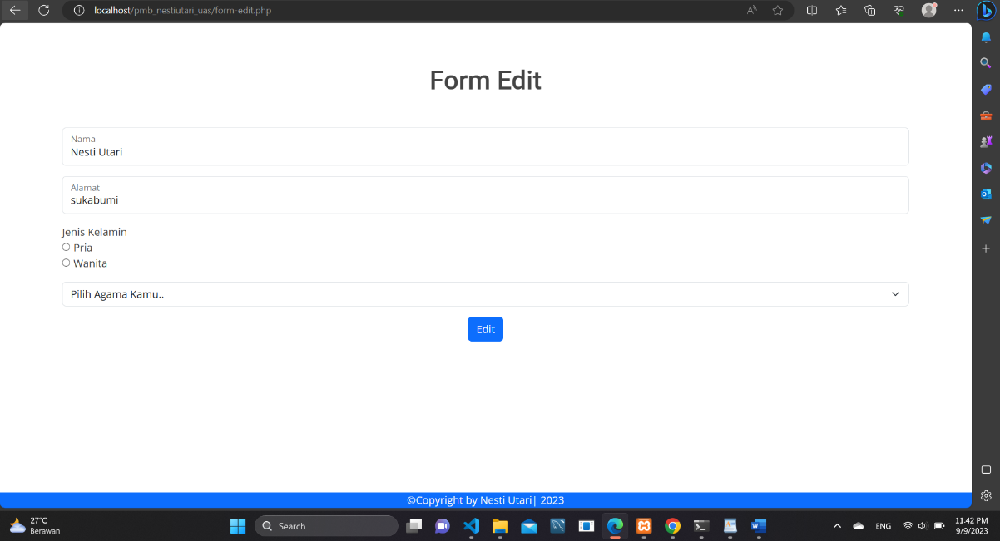 localhost/pmb_nestiutari_uas/form-edit.php
Form Edit
Nama
Nesti Utari
Alamat
sukabumi
Jenis Kelamin
Pria
Wanita
Pilih Agama Kamu..
Edit
©Copyright by Nesti Utari| 2023
27°C
Berawan
Search
ENG
11:42 PM
9/9/2023